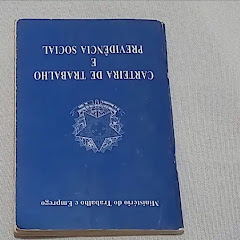 Ministério do Trabalho e Emprego
CARTEIRA DE TRABALHO
E
PREVIDÊNCIA SOCIAL